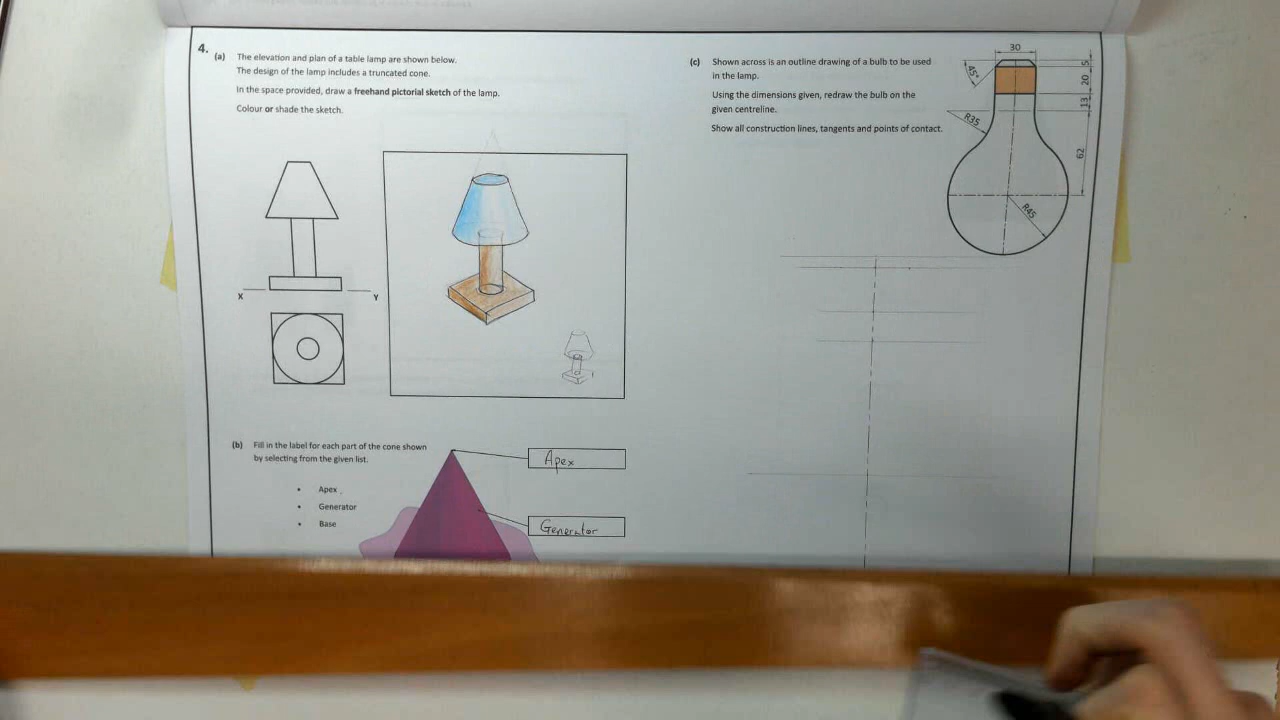 4.
(a) The elevation and plan of a table lamp are shown below.
The design of the lamp includes a truncated cone.
In the space provided, draw a freehand pictorial sketch of the lamp.
Colour or shade the sketch.
X
Y
(b) Fill in the label for each part of the cone shown
by selecting from the given list.
• Apex
• Generator
• Base
Apex
Generator
(c) Shown across is an outline drawing of a bulb to be used
in the lamp.
Using the dimensions given, redraw the bulb on the
given centreline.
Show all construction lines, tangents and points of contact.
30
45°
5
20
13
R35
62
R45